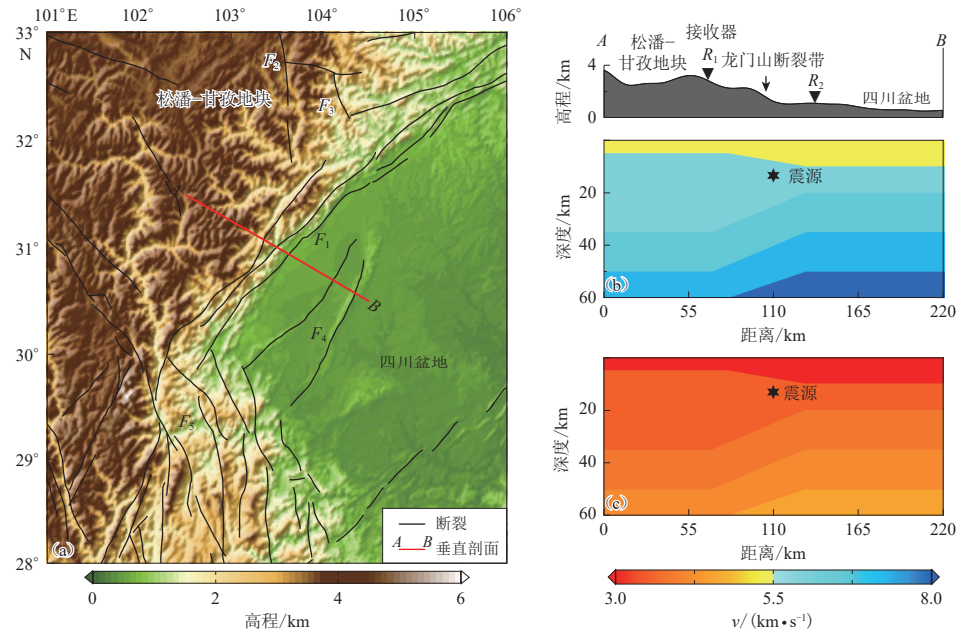 101°E 102° 103° 104° 105° 106°
33°
N
32°
31°
30°
29°
28°
F2
F3
松潘—甘孜地块
A
F1
B
F4
四川盆地
F5
(a)
断裂
A B 垂直剖面
0 2 4 6
高程/km
A 松潘— 接收器 B
甘孜地块 R1 龙门山断裂带
R2
四川盆地
4
0
高程/km
震源
20
40
60
深度/km
(b)
0 55 110 165 220
距离/km
震源
20
40
60
深度/km
(c)
0 55 110 165 220
距离/km
3.0 5.5 8.0
v/(km•s⁻¹)